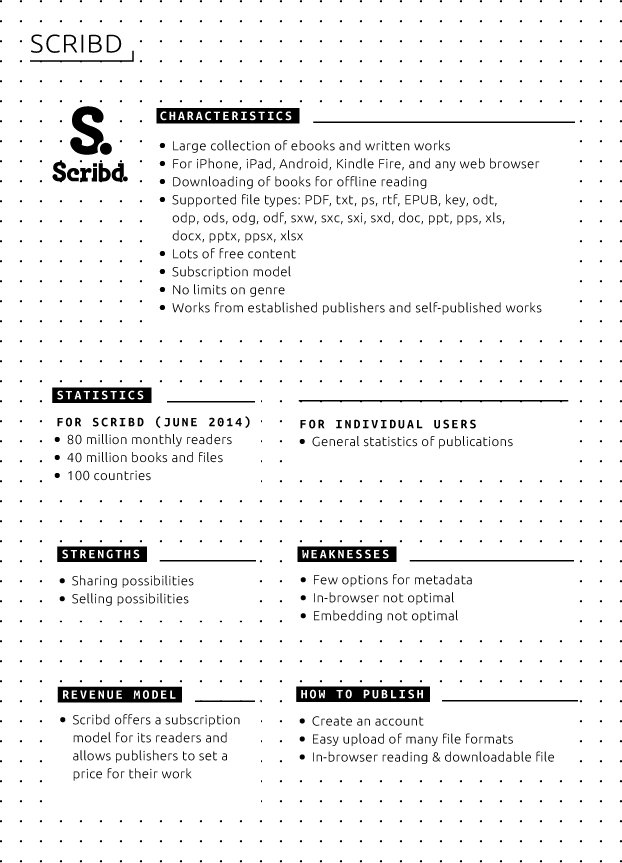 SCRIBD
S.
Scribd.
CHARACTERISTICS
• Large collection of ebooks and written works
• For iPhone, iPad, Android, Kindle Fire, and any web browser
• Downloading of books for offline reading
• Supported file types: PDF, txt, ps, rtf, EPUB, key, odt,
odp, ods, odg, odf, sxw, sxc, sxi, sxd, doc, ppt, pps, xls,
docx, pptx, ppsx, xlsx
• Lots of free content
• Subscription model
• No limits on genre
• Works from established publishers and self-published works
STATISTICS
FOR SCRIBD (JUNE 2014)
• 80 million monthly readers
• 40 million books and files
• 100 countries
FOR INDIVIDUAL USERS
• General statistics of publications
STRENGTHS
• Sharing possibilities
• Selling possibilities
WEAKNESSES
• Few options for metadata
• In-browser not optimal
• Embedding not optimal
REVENUE MODEL
• Scribd offers a subscription
model for its readers and
allows publishers to set a
price for their work
HOW TO PUBLISH
• Create an account
• Easy upload of many file formats
• In-browser reading & downloadable file